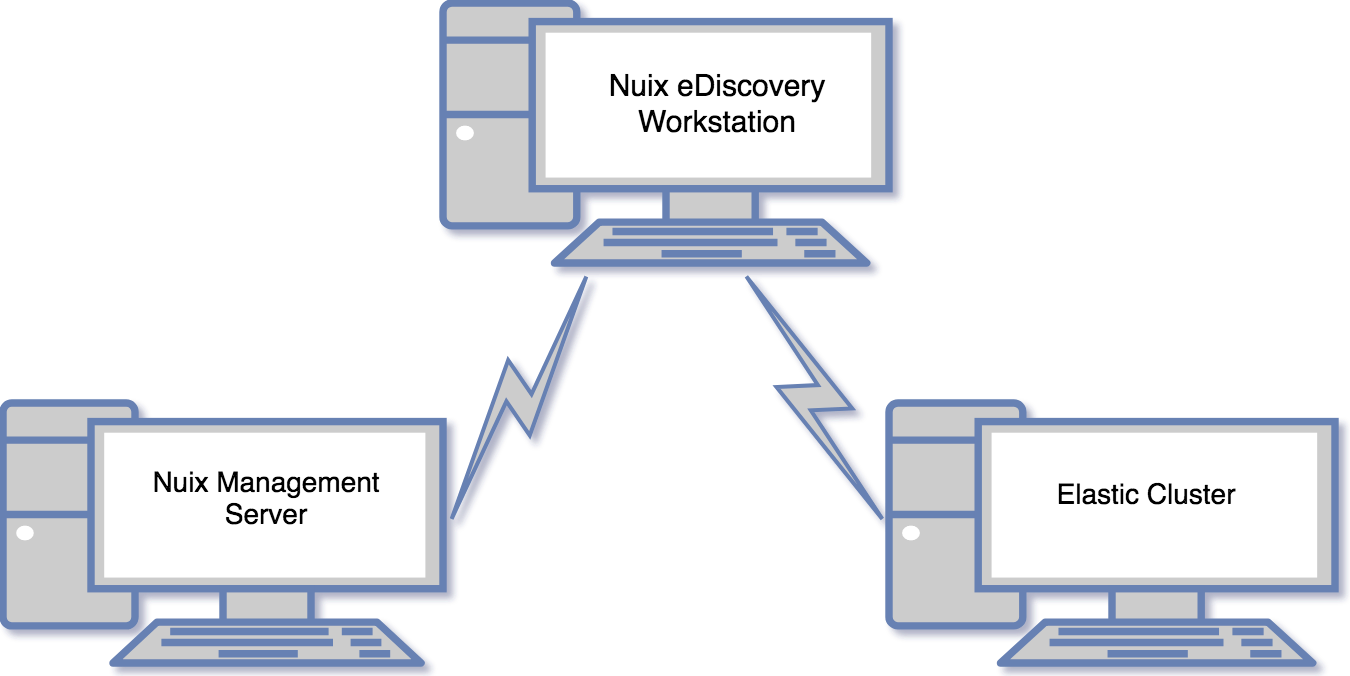 Nuix eDiscovery
Workstation
Nuix Management
Server
Elastic Cluster